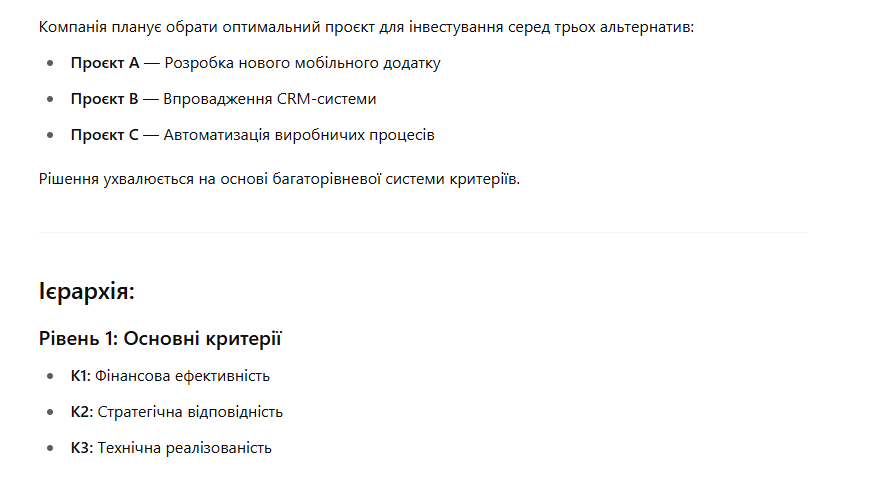 Компанія планує обрати оптимальний проєкт для інвестування серед трьох альтернатив:
Проєкт A — Розробка нового мобільного додатку
Проєкт B — Впровадження CRM-системи
Проєкт C — Автоматизація виробничих процесів
Рішення ухвалюється на основі багаторівневої системи критеріїв.
Ієрархія:
Рівень 1: Основні критерії
K1: Фінансова ефективність
K2: Стратегічна відповідність
K3: Технічна реалізованість